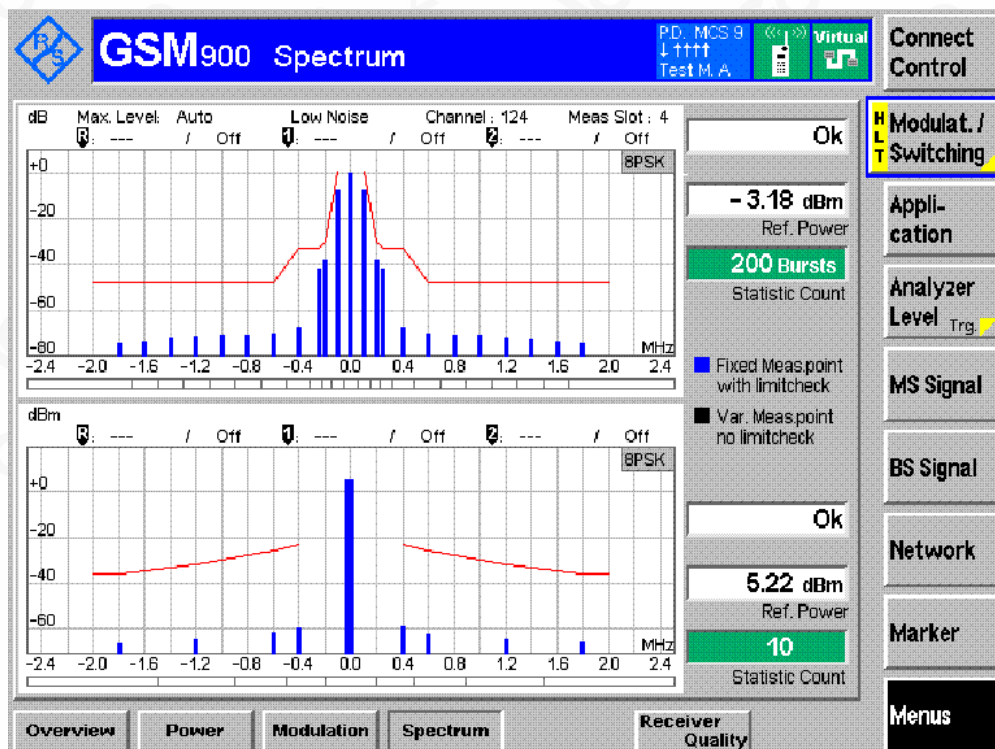 R S
GSM900 Spectrum
P.D. MCS 9
↓ ↑↑↑↑
Test M. A
Virtual
Connect
Control
dB Max. Level: Auto Low Noise Channel : 124 Meas Slot : 4
R: --- / Off 1: --- / Off 2: --- / Off
8PSK
+0
-20
-40
-60
-80
MHz
-2.4 -2.0 -1.6 -1.2 -0.8 -0.4 0.0 0.4 0.8 1.2 1.6 2.0 2.4
Ok
- 3.18 dBm
Ref. Power
200 Bursts
Statistic Count
Fixed Meas.point
with limitcheck
Var. Meas.point
no limitcheck
HLT
Modulat. /
Switching
Appli-
cation
Analyzer
Level Trg.
MS Signal
dBm
R: --- / Off 1: --- / Off 2: --- / Off
8PSK
+0
-20
-40
-60
MHz
-2.4 -2.0 -1.6 -1.2 -0.8 -0.4 0.0 0.4 0.8 1.2 1.6 2.0 2.4
Ok
5.22 dBm
Ref. Power
10
Statistic Count
BS Signal
Network
Marker
Menus
Overview
Power
Modulation
Spectrum
Receiver
Quality